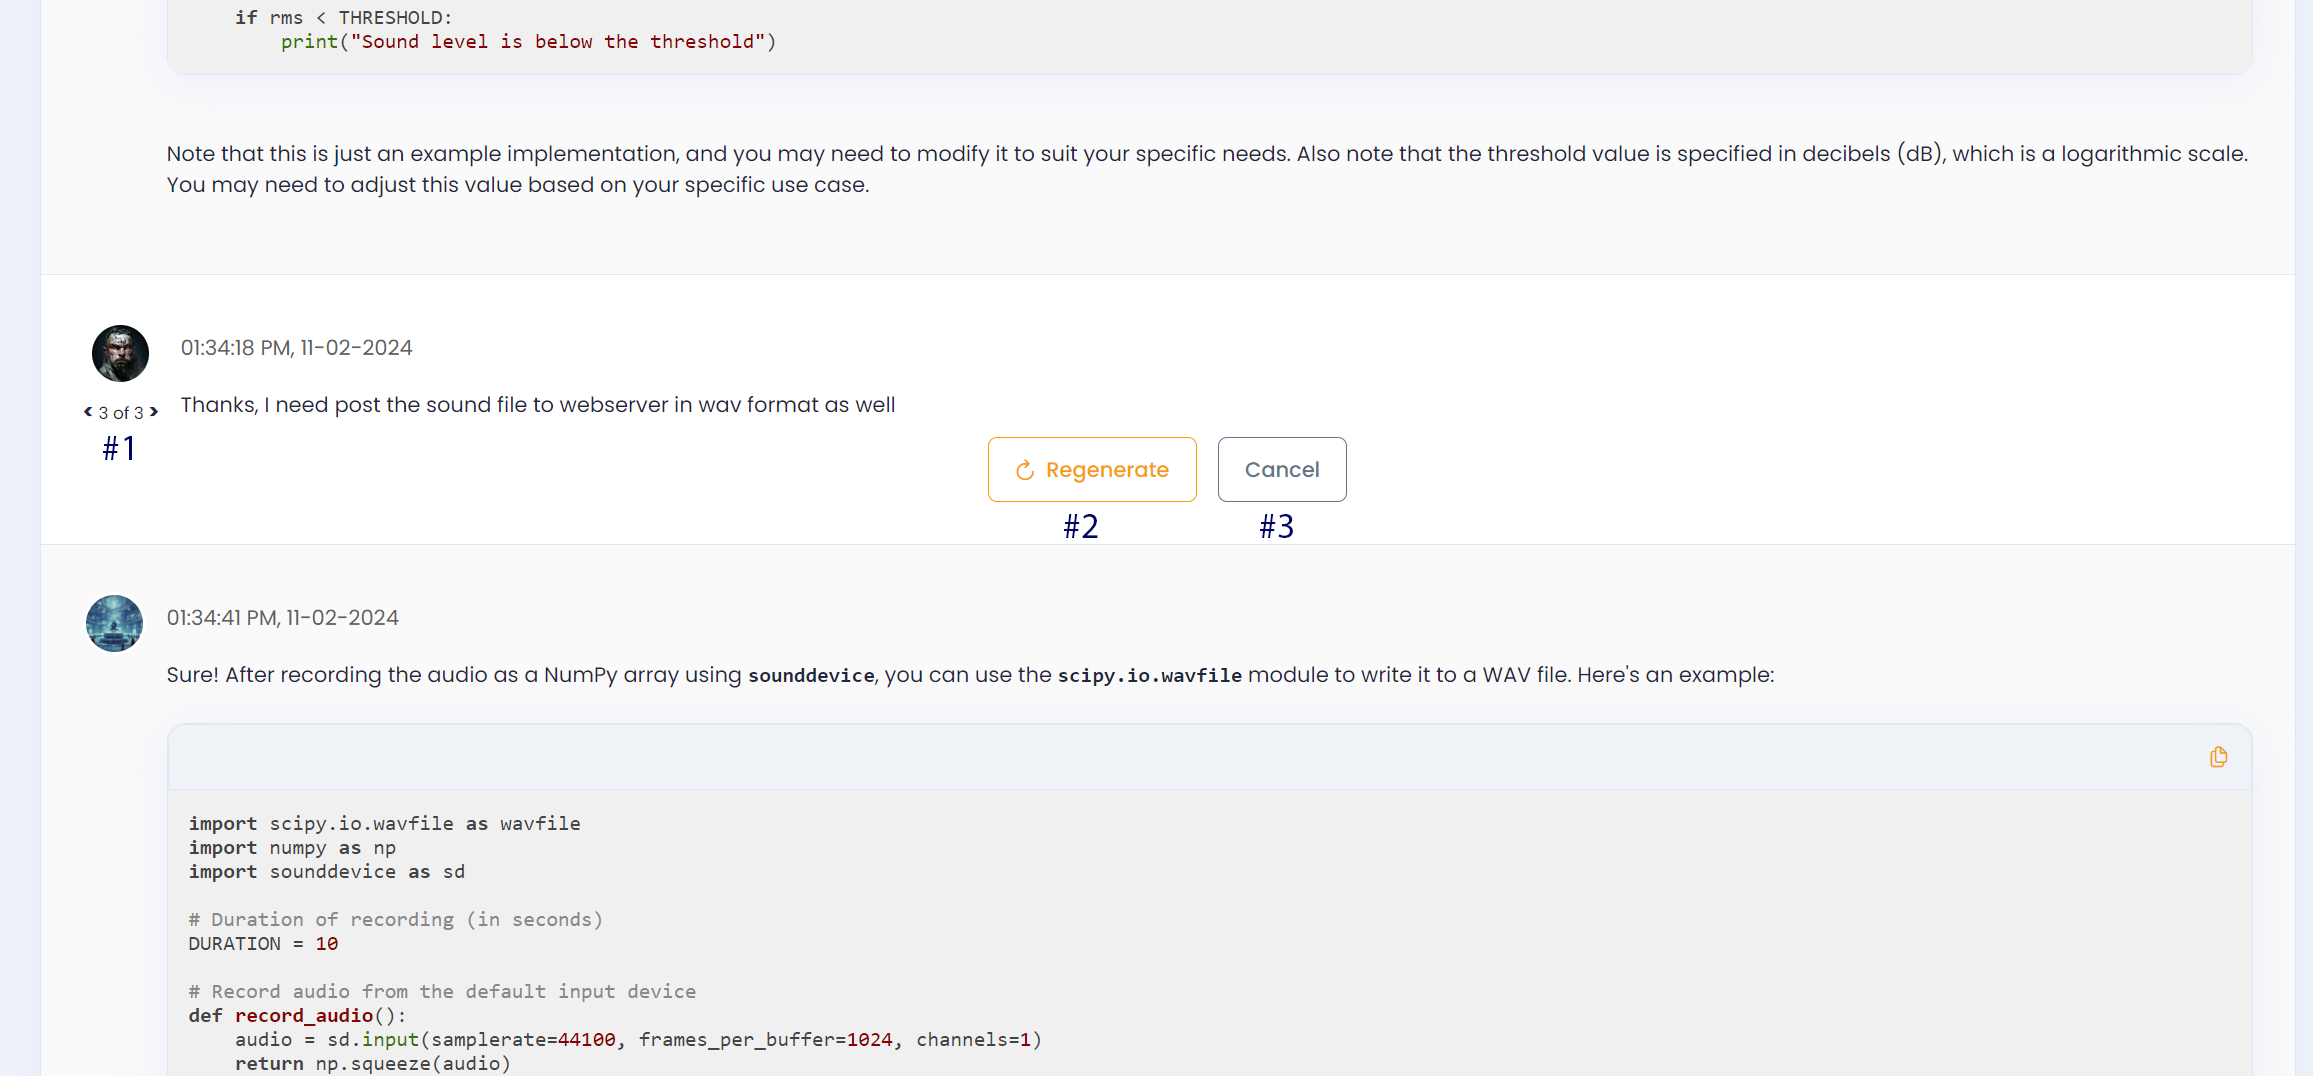 if rms < THRESHOLD:
print("Sound level is below the threshold")
Note that this is just an example implementation, and you may need to modify it to suit your specific needs. Also note that the threshold value is specified in decibels (dB), which is a logarithmic scale.
You may need to adjust this value based on your specific use case.
01:34:18 PM, 11-02-2024
Thanks, I need post the sound file to webserver in wav format as well
< 3 of 3 >
#1
Regenerate
Cancel
#2
#3
01:34:41 PM, 11-02-2024
Sure! After recording the audio as a NumPy array using sounddevice, you can use the scipy.io.wavfile module to write it to a WAV file. Here's an example:
import scipy.io.wavfile as wavfile
import numpy as np
import sounddevice as sd
# Duration of recording (in seconds)
DURATION = 10
# Record audio from the default input device
def record_audio():
audio = sd.input(samplerate=44100, frames_per_buffer=1024, channels=1)
return np.squeeze(audio)